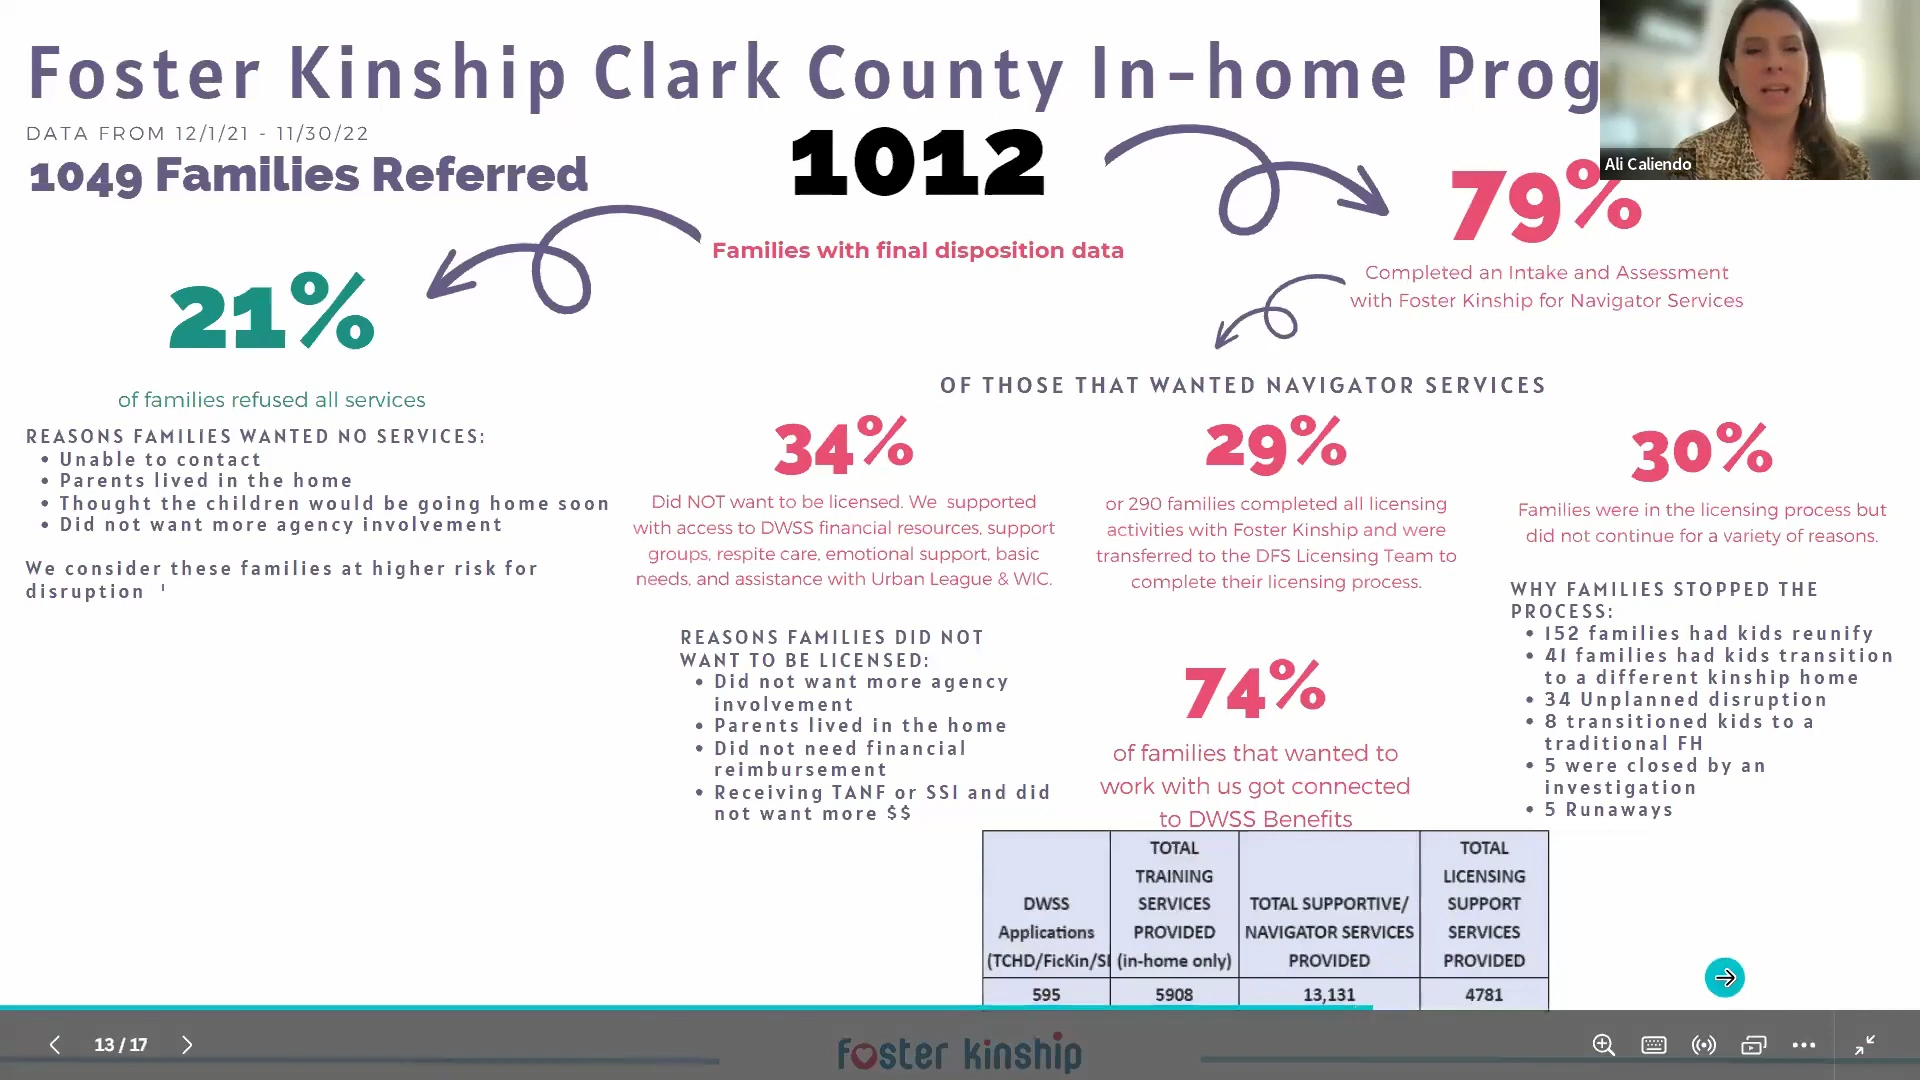 Foster Kinship Clark County In-home Prog
DATA FROM 12/1/21 - 11/30/22
1049 Families Referred
1012
Families with final disposition data
Ali Caliendo
79%
Completed an Intake and Assessment
with Foster Kinship for Navigator Services
21%
of families refused all services
REASONS FAMILIES WANTED NO SERVICES:
• Unable to contact
• Parents lived in the home
• Thought the children would be going home soon
• Did not want more agency involvement
We consider these families at higher risk for
disruption '
OF THOSE THAT WANTED NAVIGATOR SERVICES
34%
Did NOT want to be licensed. We supported
with access to DWSS financial resources, support
groups, respite care, emotional support, basic
needs, and assistance with Urban League & WIC.
REASONS FAMILIES DID NOT
WANT TO BE LICENSED:
• Did not want more agency
involvement
• Parents lived in the home
• Did not need financial
reimbursement
• Receiving TANF or SSI and did
not want more $$
29%
or 290 families completed all licensing
activities with Foster Kinship and were
transferred to the DFS Licensing Team to
complete their licensing process.
74%
of families that wanted to
work with us got connected
to DWSS Benefits
30%
Families were in the licensing process but
did not continue for a variety of reasons.
WHY FAMILIES STOPPED THE
PROCESS:
• 152 families had kids reunify
• 41 families had kids transition
to a different kinship home
• 34 Unplanned disruption
• 8 transitioned kids to a
traditional FH
• 5 were closed by an
investigation
• 5 Runaways
DWSS
Applications
(TCHD/FicKin/SI
TOTAL
TRAINING
SERVICES
PROVIDED
(in-home only)
TOTAL SUPPORTIVE/
NAVIGATOR SERVICES
PROVIDED
TOTAL
LICENSING
SUPPORT
SERVICES
PROVIDED
595 5908 13,131 4781
13 / 17
foster kinship